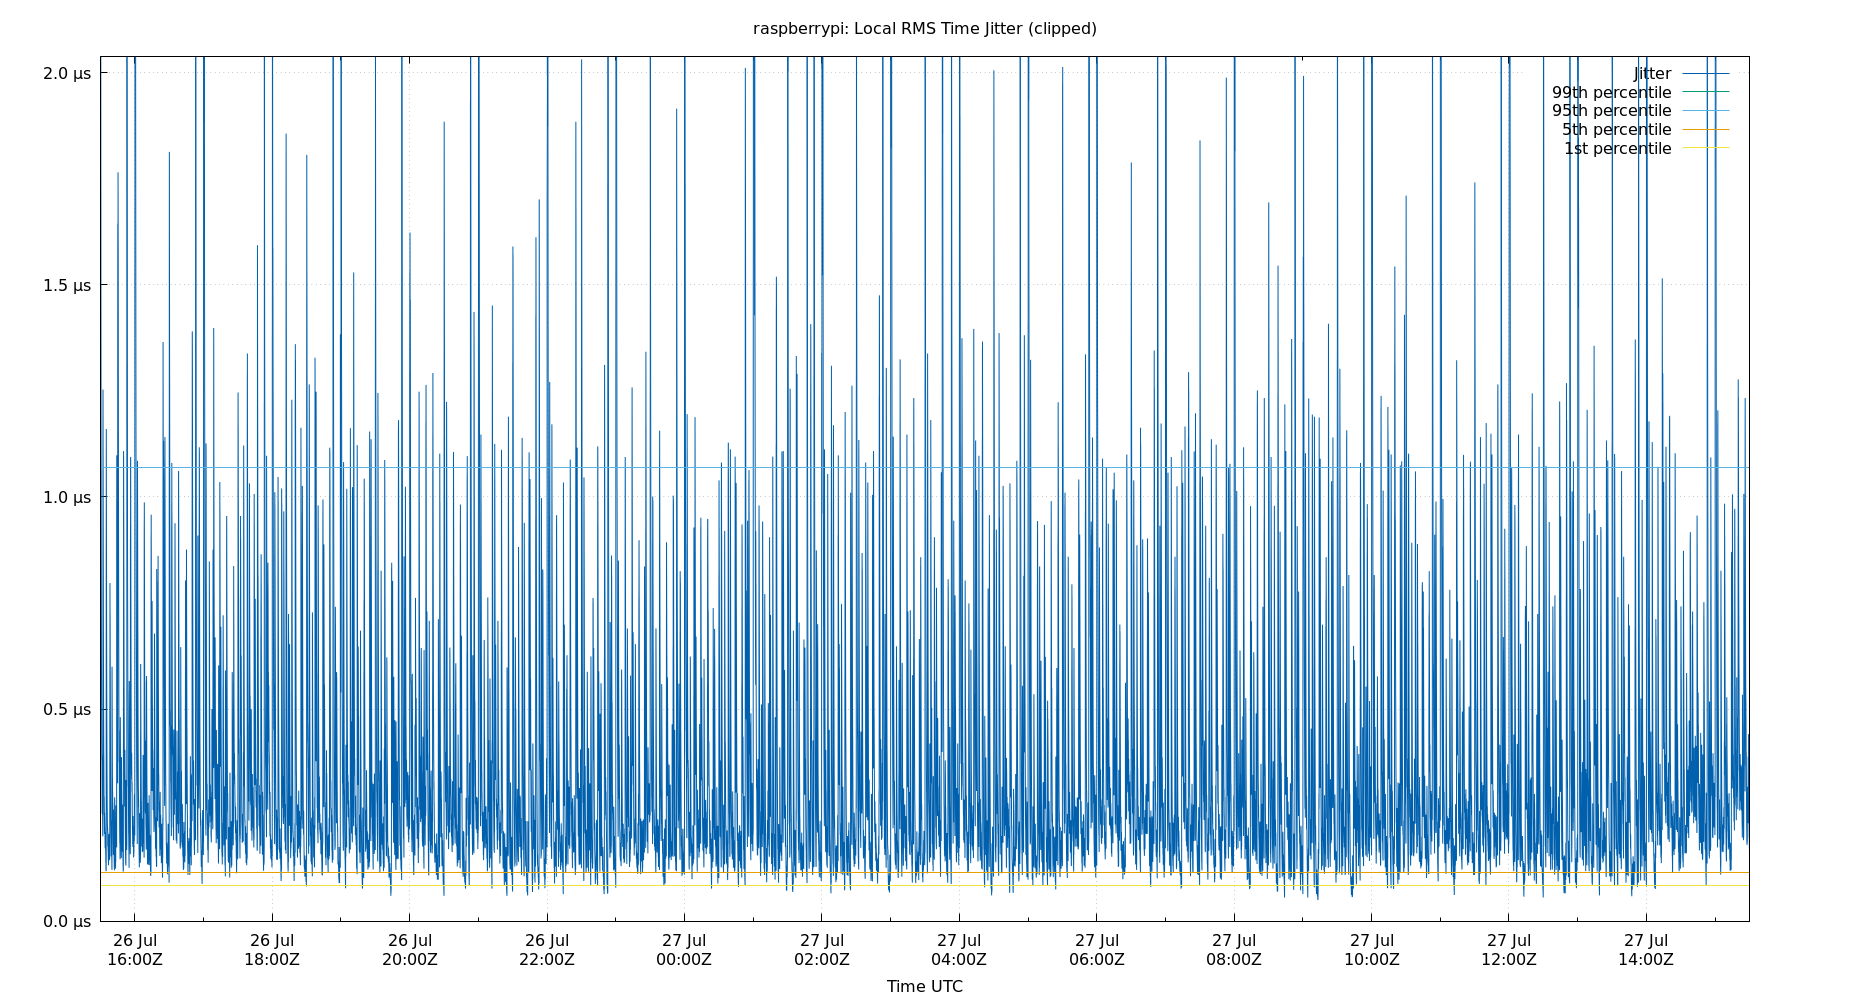 raspberrypi: Local RMS Time Jitter (clipped)
2.0 µs
1.5 µs
1.0 µs
0.5 µs
0.0 µs
Jitter
99th percentile
95th percentile
5th percentile
1st percentile
26 Jul 26 Jul 26 Jul 26 Jul 27 Jul 27 Jul 27 Jul 27 Jul 27 Jul 27 Jul 27 Jul 27 Jul
16:00Z 18:00Z 20:00Z 22:00Z 00:00Z 02:00Z 04:00Z 06:00Z 08:00Z 10:00Z 12:00Z 14:00Z
Time UTC